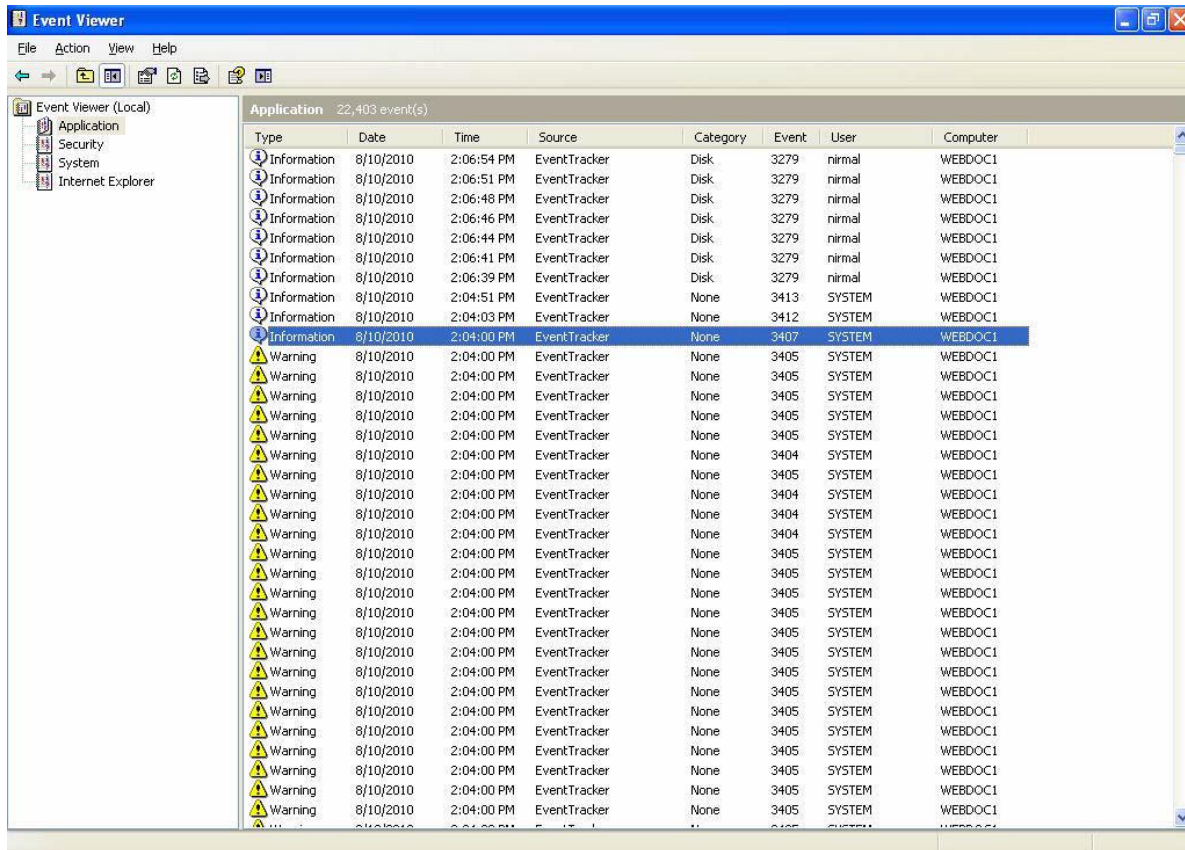 Event Viewer
File Action View Help
Event Viewer (Local)
Application
Security
System
Internet Explorer
Application 22,403 event(s)
Type Date Time Source Category Event User Computer
Information 8/10/2010 2:06:54 PM EventTracker Disk 3279 nirmal WEBDOC1
Information 8/10/2010 2:06:51 PM EventTracker Disk 3279 nirmal WEBDOC1
Information 8/10/2010 2:06:48 PM EventTracker Disk 3279 nirmal WEBDOC1
Information 8/10/2010 2:06:46 PM EventTracker Disk 3279 nirmal WEBDOC1
Information 8/10/2010 2:06:44 PM EventTracker Disk 3279 nirmal WEBDOC1
Information 8/10/2010 2:06:41 PM EventTracker Disk 3279 nirmal WEBDOC1
Information 8/10/2010 2:06:39 PM EventTracker Disk 3279 nirmal WEBDOC1
Information 8/10/2010 2:04:51 PM EventTracker None 3413 SYSTEM WEBDOC1
Information 8/10/2010 2:04:03 PM EventTracker None 3412 SYSTEM WEBDOC1
Information 8/10/2010 2:04:00 PM EventTracker None 3407 SYSTEM WEBDOC1
Warning 8/10/2010 2:04:00 PM EventTracker None 3405 SYSTEM WEBDOC1
Warning 8/10/2010 2:04:00 PM EventTracker None 3405 SYSTEM WEBDOC1
Warning 8/10/2010 2:04:00 PM EventTracker None 3405 SYSTEM WEBDOC1
Warning 8/10/2010 2:04:00 PM EventTracker None 3405 SYSTEM WEBDOC1
Warning 8/10/2010 2:04:00 PM EventTracker None 3405 SYSTEM WEBDOC1
Warning 8/10/2010 2:04:00 PM EventTracker None 3404 SYSTEM WEBDOC1
Warning 8/10/2010 2:04:00 PM EventTracker None 3405 SYSTEM WEBDOC1
Warning 8/10/2010 2:04:00 PM EventTracker None 3404 SYSTEM WEBDOC1
Warning 8/10/2010 2:04:00 PM EventTracker None 3404 SYSTEM WEBDOC1
Warning 8/10/2010 2:04:00 PM EventTracker None 3404 SYSTEM WEBDOC1
Warning 8/10/2010 2:04:00 PM EventTracker None 3405 SYSTEM WEBDOC1
Warning 8/10/2010 2:04:00 PM EventTracker None 3405 SYSTEM WEBDOC1
Warning 8/10/2010 2:04:00 PM EventTracker None 3405 SYSTEM WEBDOC1
Warning 8/10/2010 2:04:00 PM EventTracker None 3405 SYSTEM WEBDOC1
Warning 8/10/2010 2:04:00 PM EventTracker None 3405 SYSTEM WEBDOC1
Warning 8/10/2010 2:04:00 PM EventTracker None 3405 SYSTEM WEBDOC1
Warning 8/10/2010 2:04:00 PM EventTracker None 3405 SYSTEM WEBDOC1
Warning 8/10/2010 2:04:00 PM EventTracker None 3405 SYSTEM WEBDOC1
Warning 8/10/2010 2:04:00 PM EventTracker None 3405 SYSTEM WEBDOC1
Warning 8/10/2010 2:04:00 PM EventTracker None 3405 SYSTEM WEBDOC1
Warning 8/10/2010 2:04:00 PM EventTracker None 3405 SYSTEM WEBDOC1
Warning 8/10/2010 2:04:00 PM EventTracker None 3405 SYSTEM WEBDOC1
Warning 8/10/2010 2:04:00 PM EventTracker None 3405 SYSTEM WEBDOC1
Warning 8/10/2010 2:04:00 PM EventTracker None 3405 SYSTEM WEBDOC1